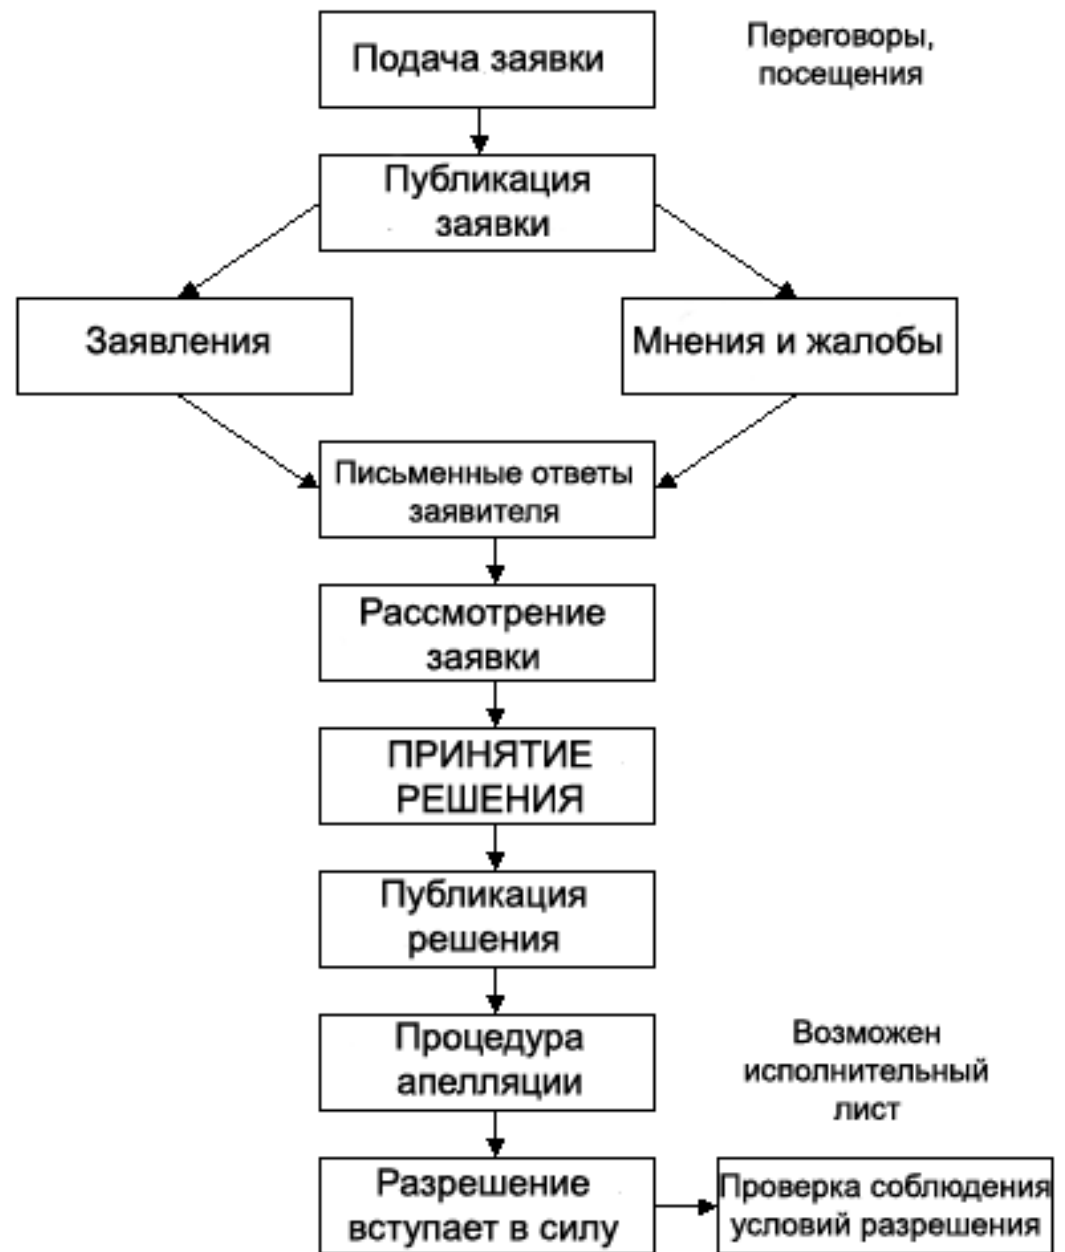 Подача заявки
Переговоры,
посещения
Публикация
заявки
Заявления
Мнения и жалобы
Письменные ответы
заявителя
Рассмотрение
заявки
ПРИНЯТИЕ
РЕШЕНИЯ
Публикация
решения
Процедура
апелляции
Возможен
исполнительный
лист
Разрешение
вступает в силу
Проверка соблюдения
условий разрешения